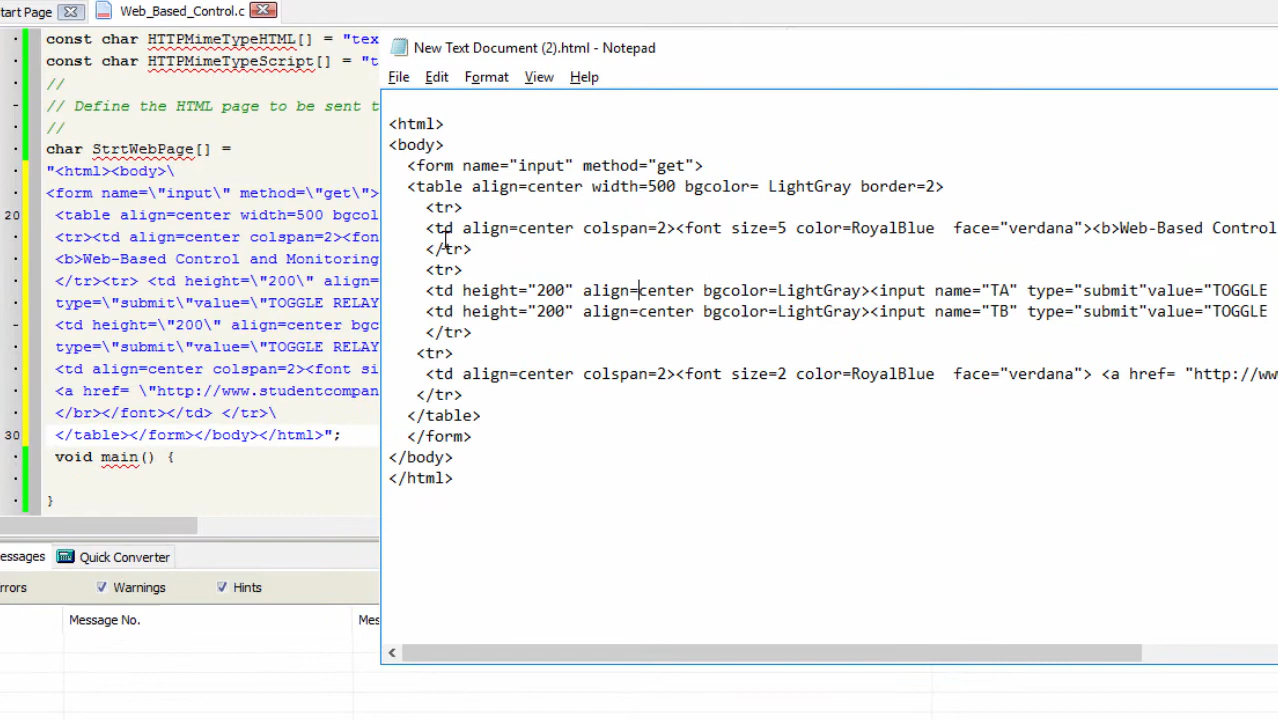 tart Page
Web_Based_Control.c
const char HTTPMimeTypeHTML[] = "tex
const char HTTPMimeTypeScript[] = "t
//
// Define the HTML page to be sent t
//
char StrtWebPage[] =
"<html><body>\
<form name=\"input\" method=\"get\">
20 <table align=center width=500 bgcol
<tr><td align=center colspan=2><fon
<b>Web-Based Control and Monitoring
</tr><tr> <td height=\"200\" align=
type=\"submit\"value=\"TOGGLE RELAY
<td height=\"200\" align=center bgc
type=\"submit\"value=\"TOGGLE RELAY
<td align=center colspan=2><font si
<a href= \"http://www.studentcompan
</br></font></td> </tr>\
30 </table></form></body></html>";
void main() {
}
essages
Quick Converter
rrors
Warnings
Hints
Message No.
Mes
New Text Document (2).html - Notepad
File Edit Format View Help
<html>
<body>
<form name="input" method="get">
<table align=center width=500 bgcolor= LightGray border=2>
<tr>
<td align=center colspan=2><font size=5 color=RoyalBlue  face="verdana"><b>Web-Based Control
</tr>
<tr>
<td height="200" align=center bgcolor=LightGray><input name="TA" type="submit"value="TOGGLE
<td height="200" align=center bgcolor=LightGray><input name="TB" type="submit"value="TOGGLE
</tr>
<tr>
<td align=center colspan=2><font size=2 color=RoyalBlue  face="verdana"> <a href= "http://ww
</tr>
</table>
</form>
</body>
</html>